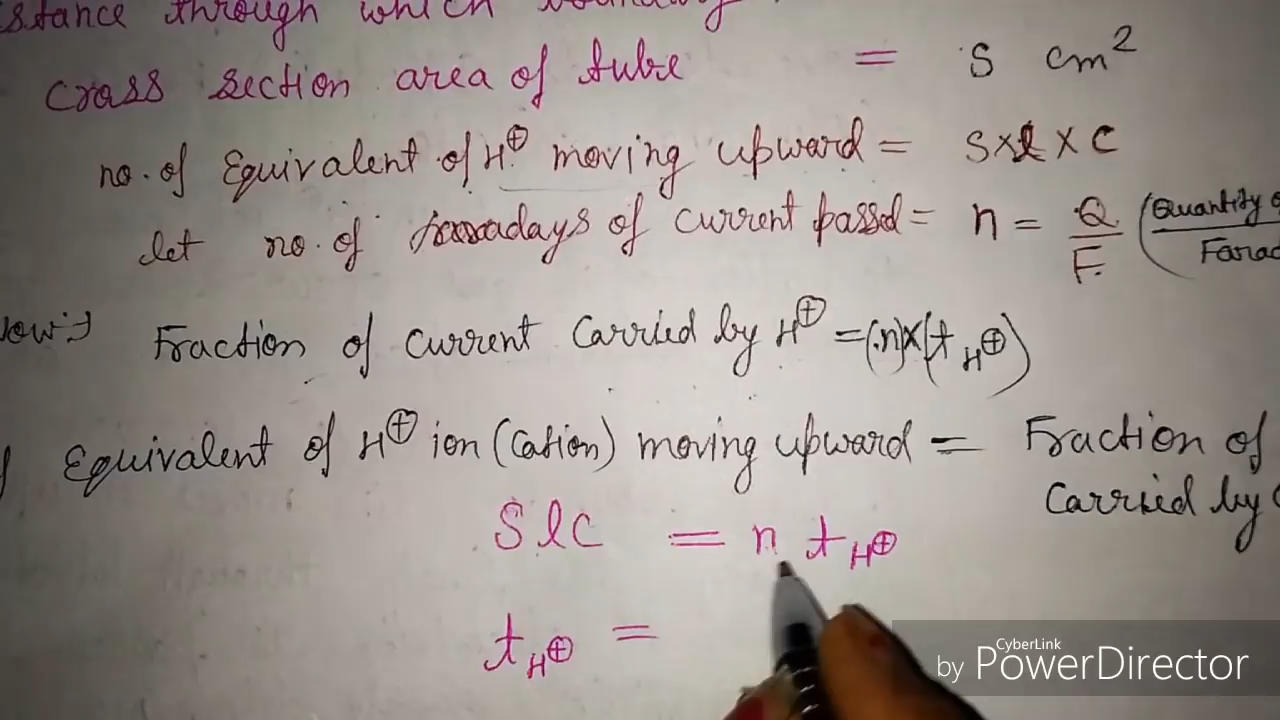 stance through which boundary
cross section area of tube = S cm²
no. of Equivalent of H⊕ moving upward = S×l×C
let no. of faradays of current passed = n = Q/F (Quantity o/Farad
Now:→ Fraction of current carried by H⊕ = (n)×(t H⊕)
Equivalent of H⊕ ion (Cation) moving upward = Fraction of
carried by
SlC = n t H⊕
t H⊕ =
CyberLink
by PowerDirector